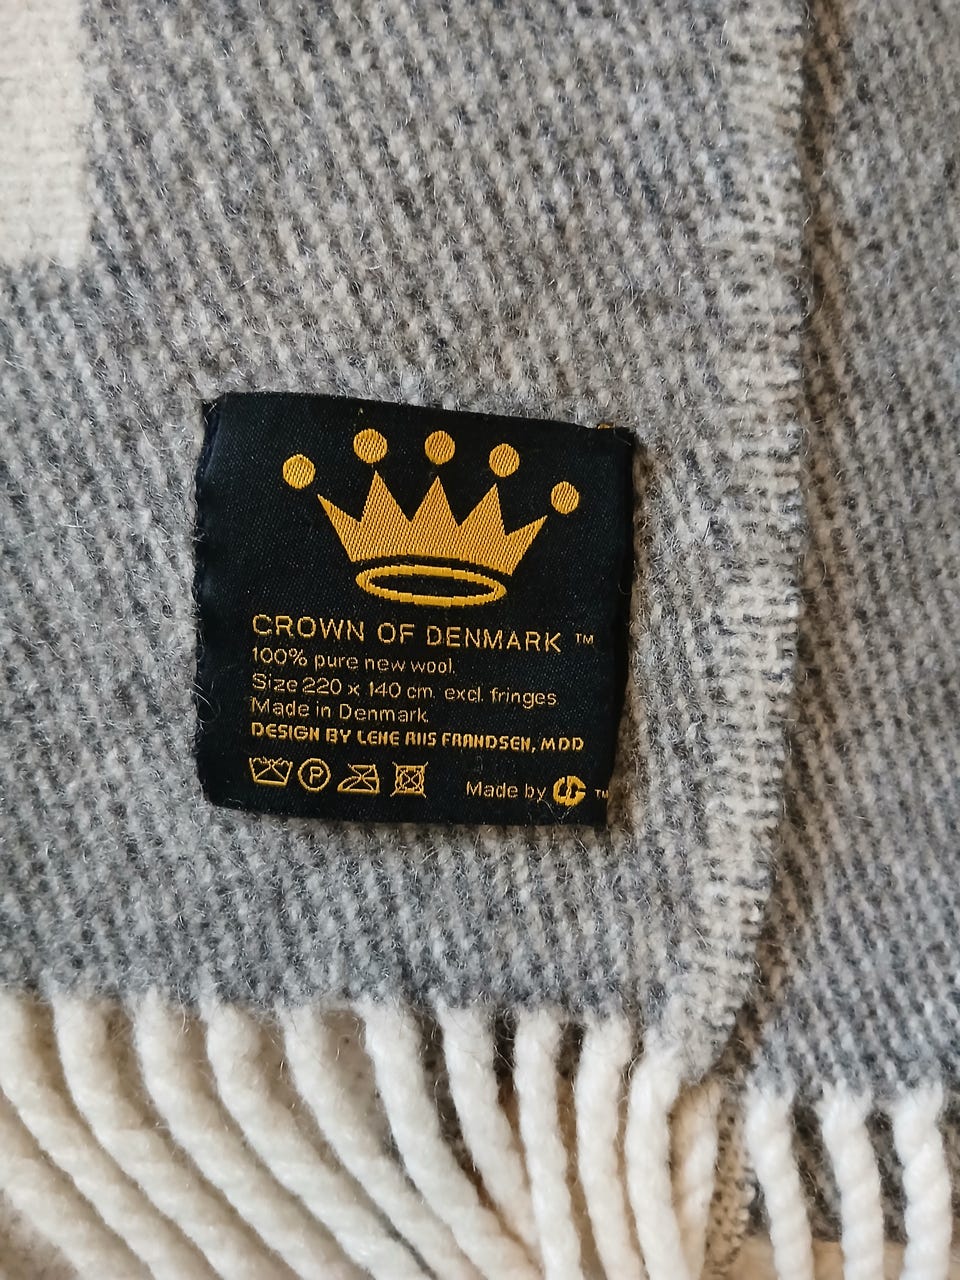 CROWN OF DENMARK ™
100% pure new wool.
Size 220 x 140 cm. excl. fringes
Made in Denmark
DESIGN BY LENE RIIS FRANDSEN, MDD
P
Made by CG ™